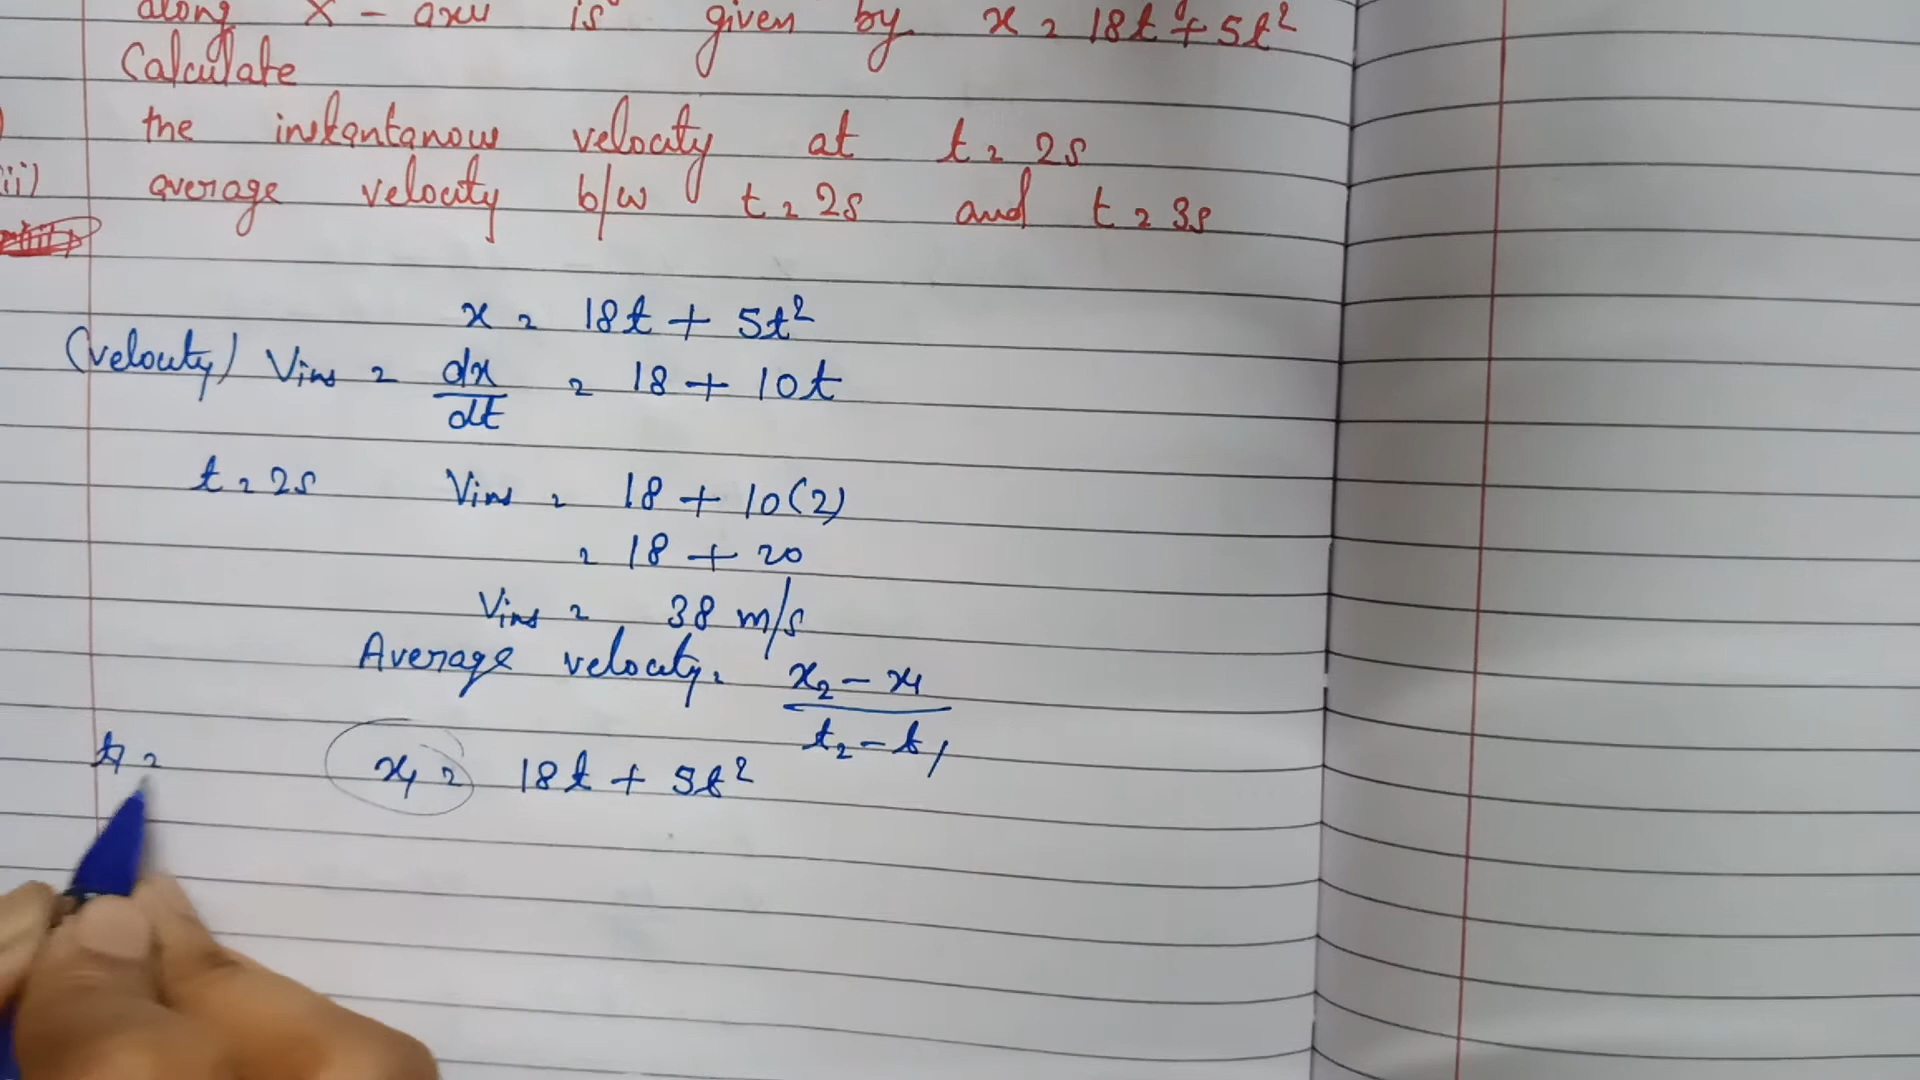 along x - axis is given by x = 18t + 5t²
Calculate
) the instantanous velocity at t = 2s
ii) average velocity b/w t = 2s and t = 3s
x = 18t + 5t²
(velocity) Vins = dx/dt = 18 + 10t
t = 2s Vins = 18 + 10(2)
= 18 + 20
Vins = 38 m/s
Average velocity = x₂ - x₁ / t₂ - t₁
t₁ = x₁ = 18t + 5t²